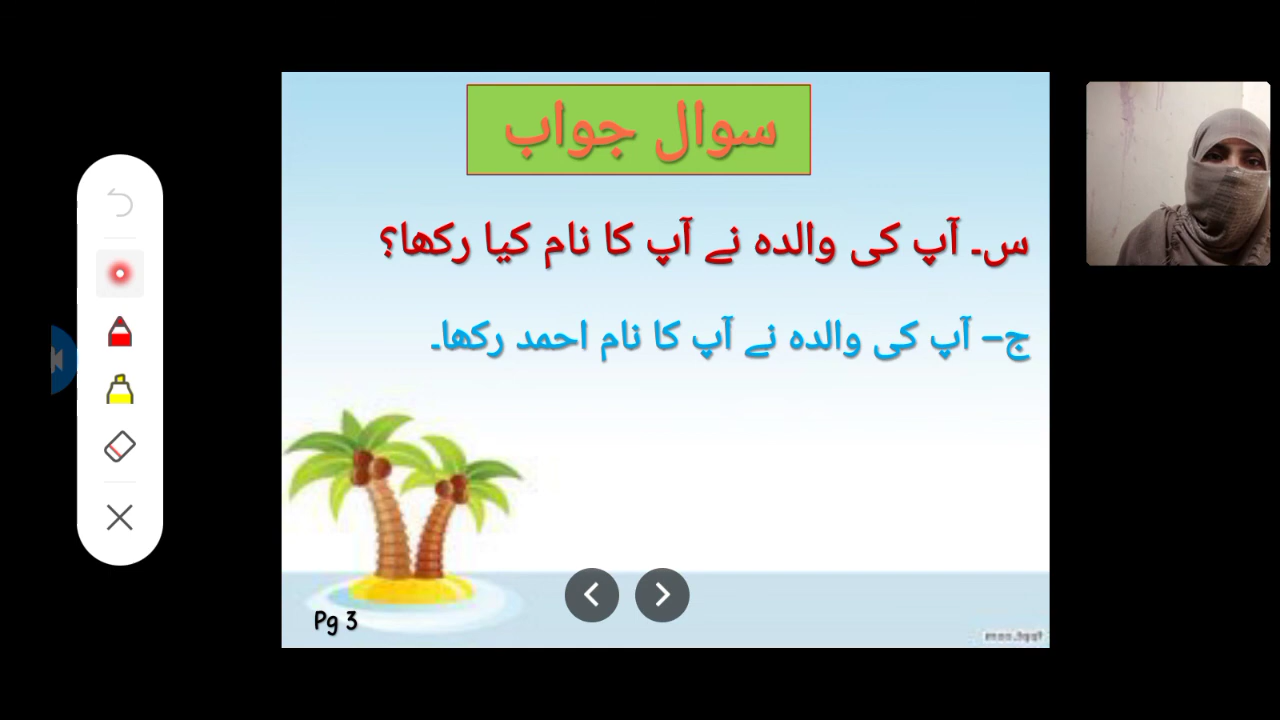 سوال جواب
س۔ آپ کی والدہ نے آپ کا نام کیا رکھا؟
ج– آپ کی والدہ نے آپ کا نام احمد رکھا۔
Pg 3